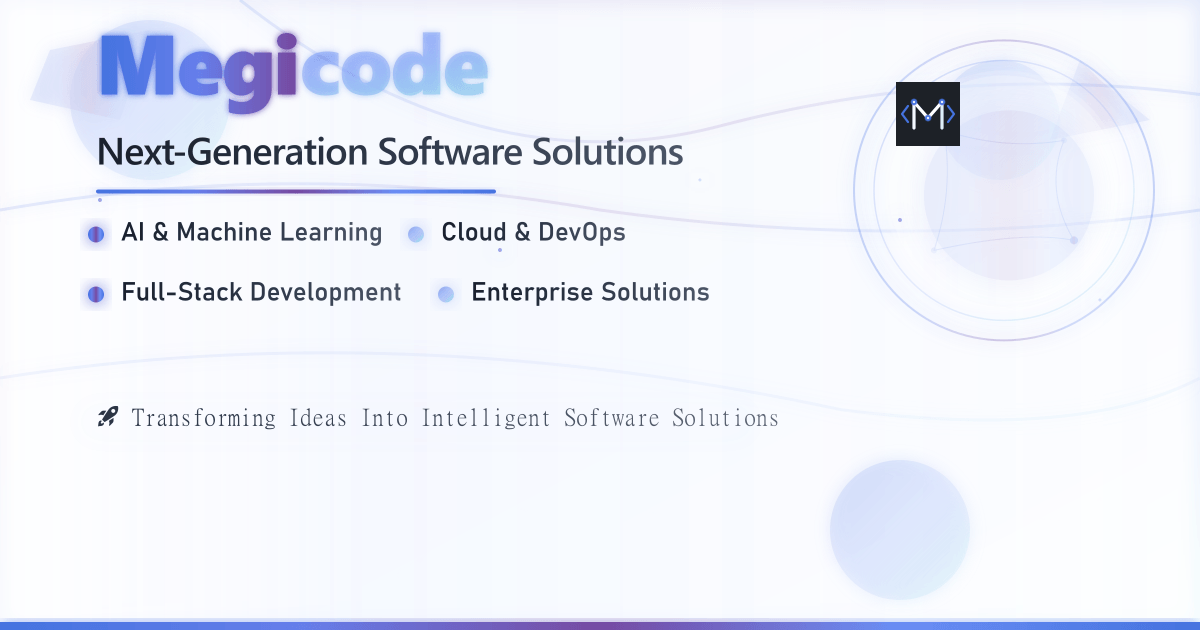 Megicode
Next-Generation Software Solutions
AI & Machine Learning Cloud & DevOps
Full-Stack Development Enterprise Solutions
🚀 Transforming Ideas Into Intelligent Software Solutions
<M>